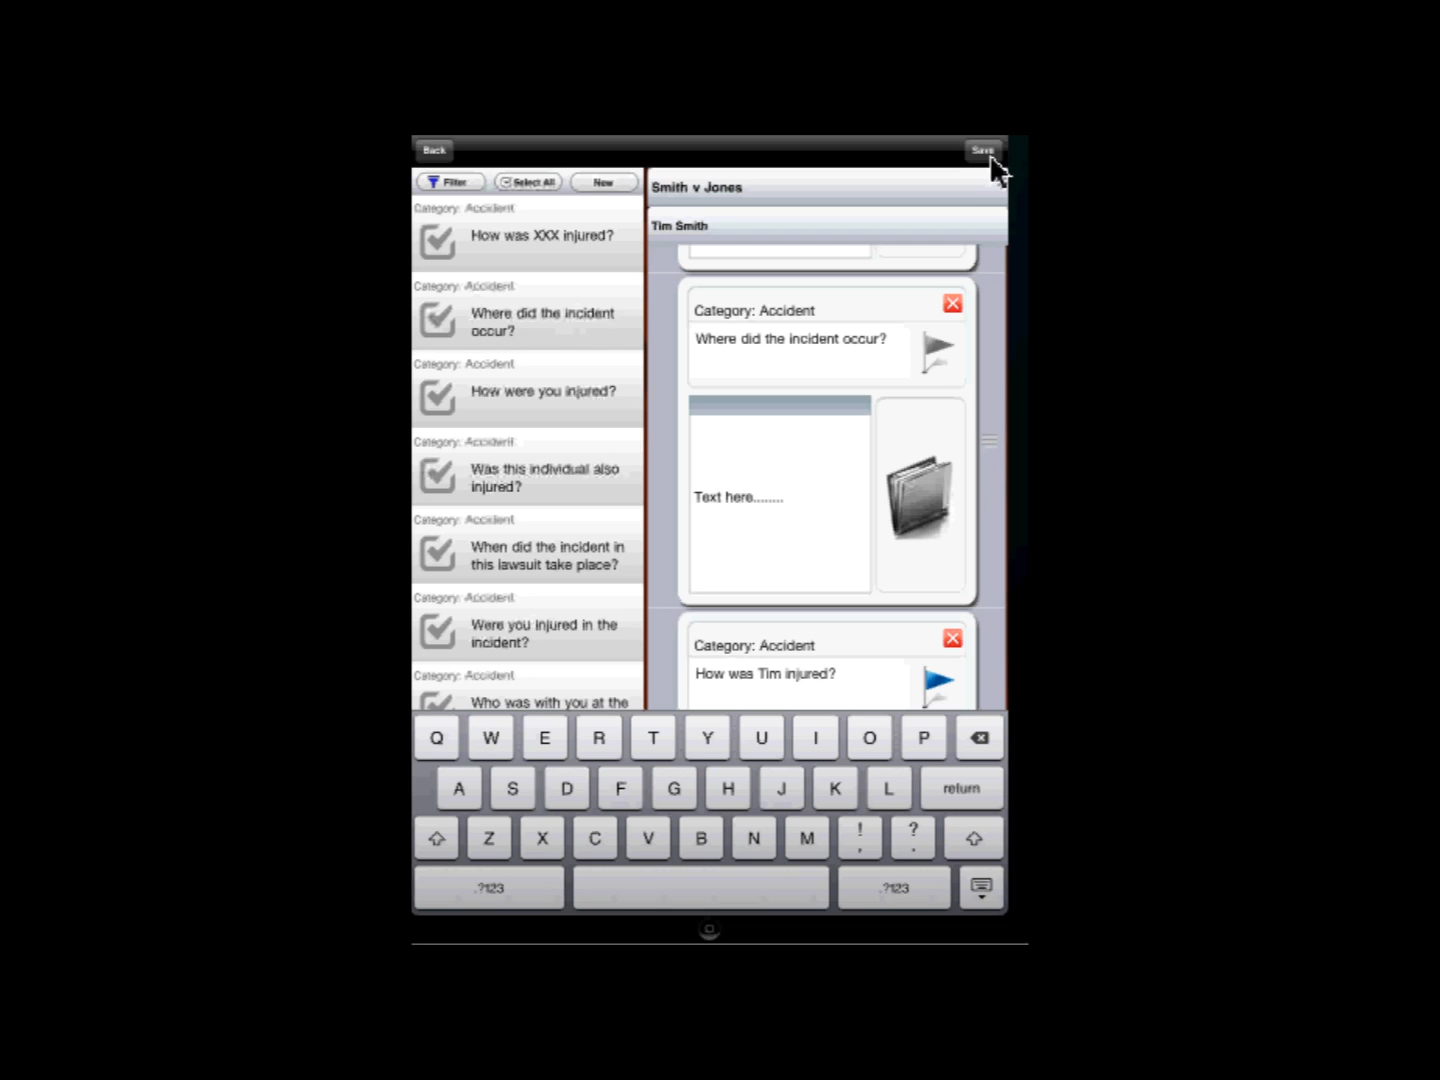 Back
Save
Filter
Select All
New
Category: Accident
How was XXX injured?
Category: Accident
Where did the incident
occur?
Category: Accident
How were you injured?
Category: Accident
Was this individual also
injured?
Category: Accident
When did the incident in
this lawsuit take place?
Category: Accident
Were you injured in the
incident?
Category: Accident
Who was with you at the
Smith v Jones
Tim Smith
Category: Accident
Where did the incident occur?
Text here........
Category: Accident
How was Tim injured?
Q W E R T Y U I O P
A S D F G H J K L return
Z X C V B N M ! , ? .
.?123 .?123